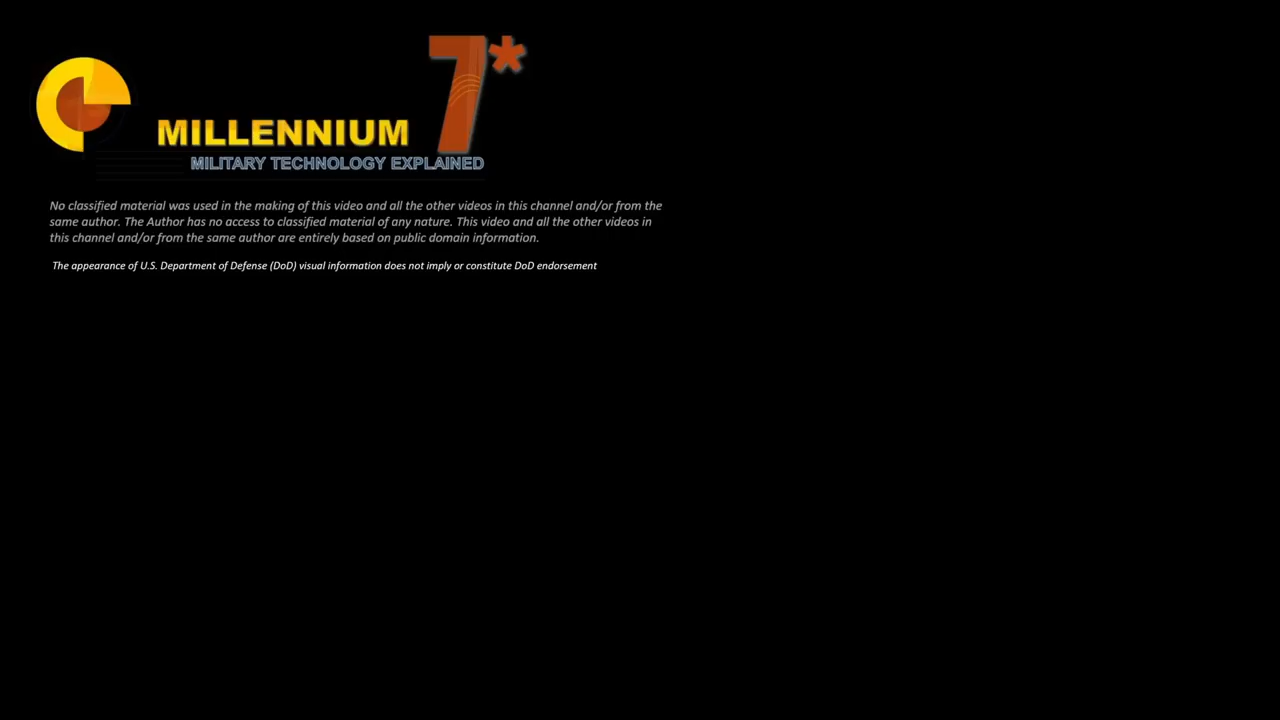 7*
MILLENNIUM
MILITARY TECHNOLOGY EXPLAINED
No classified material was used in the making of this video and all the other videos in this channel and/or from the
same author. The Author has no access to classified material of any nature. This video and all the other videos in
this channel and/or from the same author are entirely based on public domain information.
The appearance of U.S. Department of Defense (DoD) visual information does not imply or constitute DoD endorsement